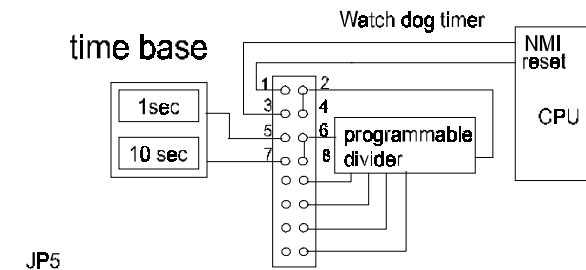 Watch dog timer
time base
NMI
reset
CPU
1 2
3 4
5 6
7 8
1sec
10 sec
programmable
divider
JP5